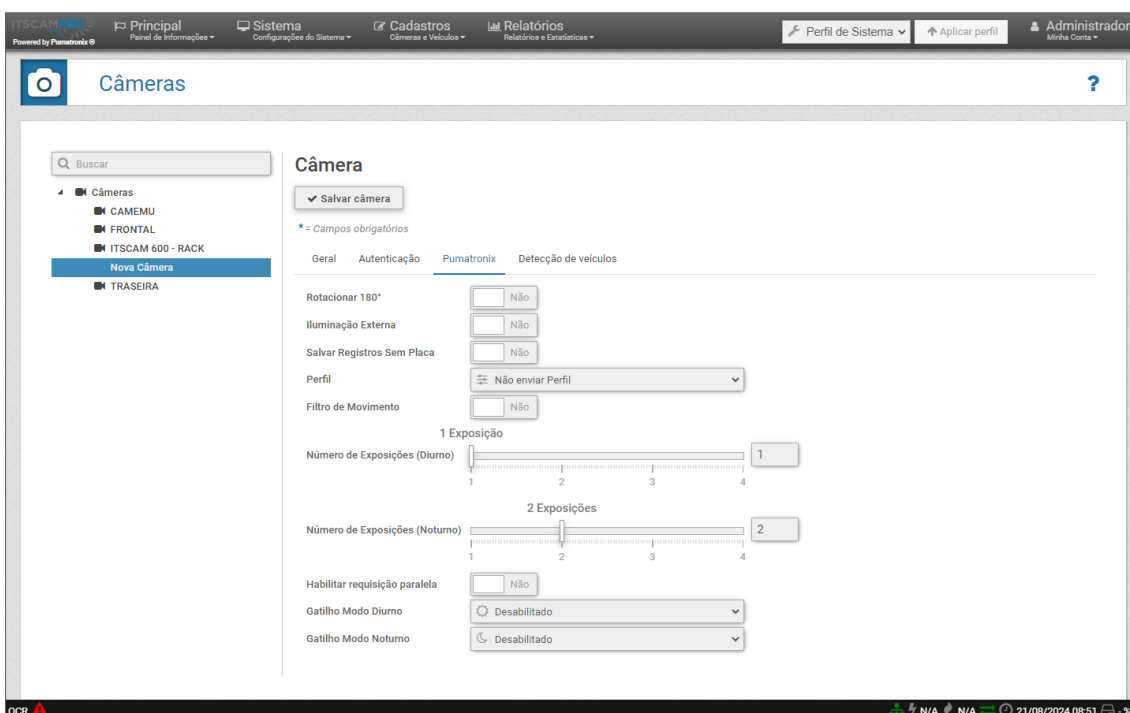 ITSCAMPRO
Powered by Pumatronix ®
Principal
Painel de Informações
Sistema
Configurações do Sistema
Cadastros
Câmeras e Veículos
Relatórios
Relatórios e Estatísticas
Perfil de Sistema
Aplicar perfil
Administrador
Minha Conta
Câmeras
?
Buscar
Câmeras
CAMEMU
FRONTAL
ITSCAM 600 - RACK
Nova Câmera
TRASEIRA
Câmera
Salvar câmera
* = Campos obrigatórios
Geral Autenticação Pumatronix Detecção de veículos
Rotacionar 180° Não
Iluminação Externa Não
Salvar Registros Sem Placa Não
Perfil Não enviar Perfil
Filtro de Movimento Não
1 Exposição
Número de Exposições (Diurno) 1
1 2 3 4
2 Exposições
Número de Exposições (Noturno) 2
1 2 3 4
Habilitar requisição paralela Não
Gatilho Modo Diurno Desabilitado
Gatilho Modo Noturno Desabilitado
OCR N/A N/A 21/08/2024 08:51 - %